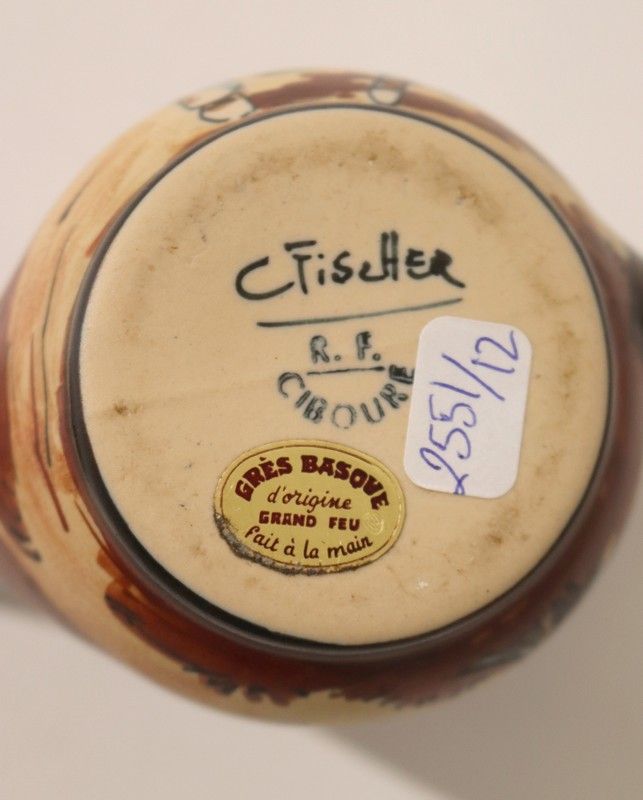 CFiscHER
R. F.
CIBOURE
2551/12
GRÈS BASQUE
d'origine
GRAND FEU
fait à la main